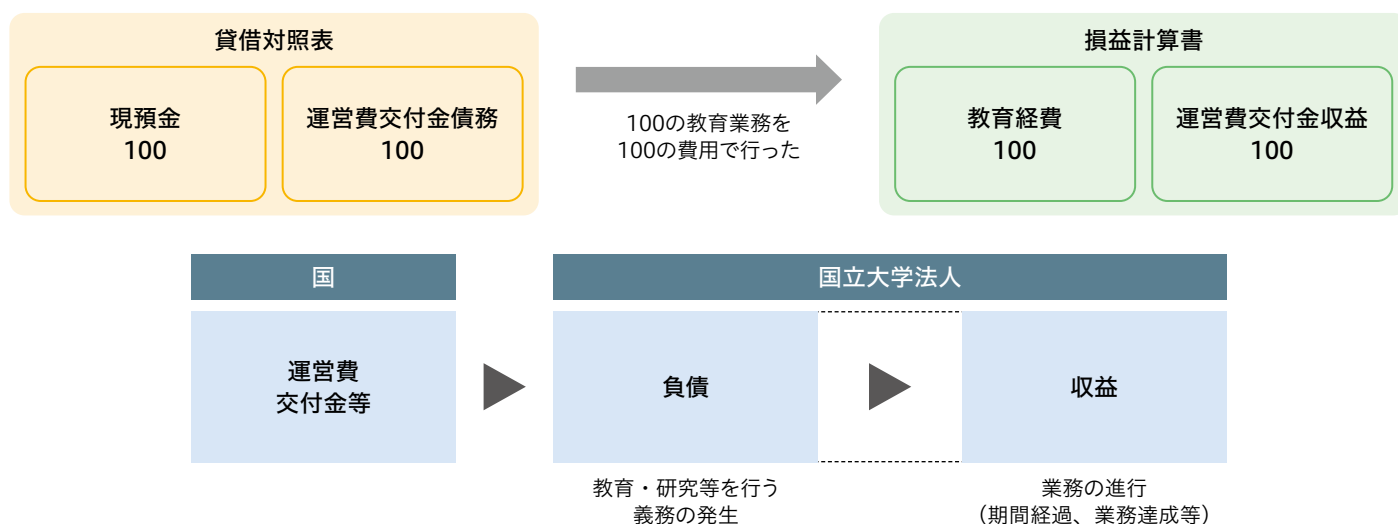 貸借対照表
現預金
100
運営費交付金債務
100
100の教育業務を
100の費用で行った
損益計算書
教育経費
100
運営費交付金収益
100
国
国立大学法人
運営費
交付金等
負債
収益
教育・研究等を行う
義務の発生
業務の進行
（期間経過、業務達成等）